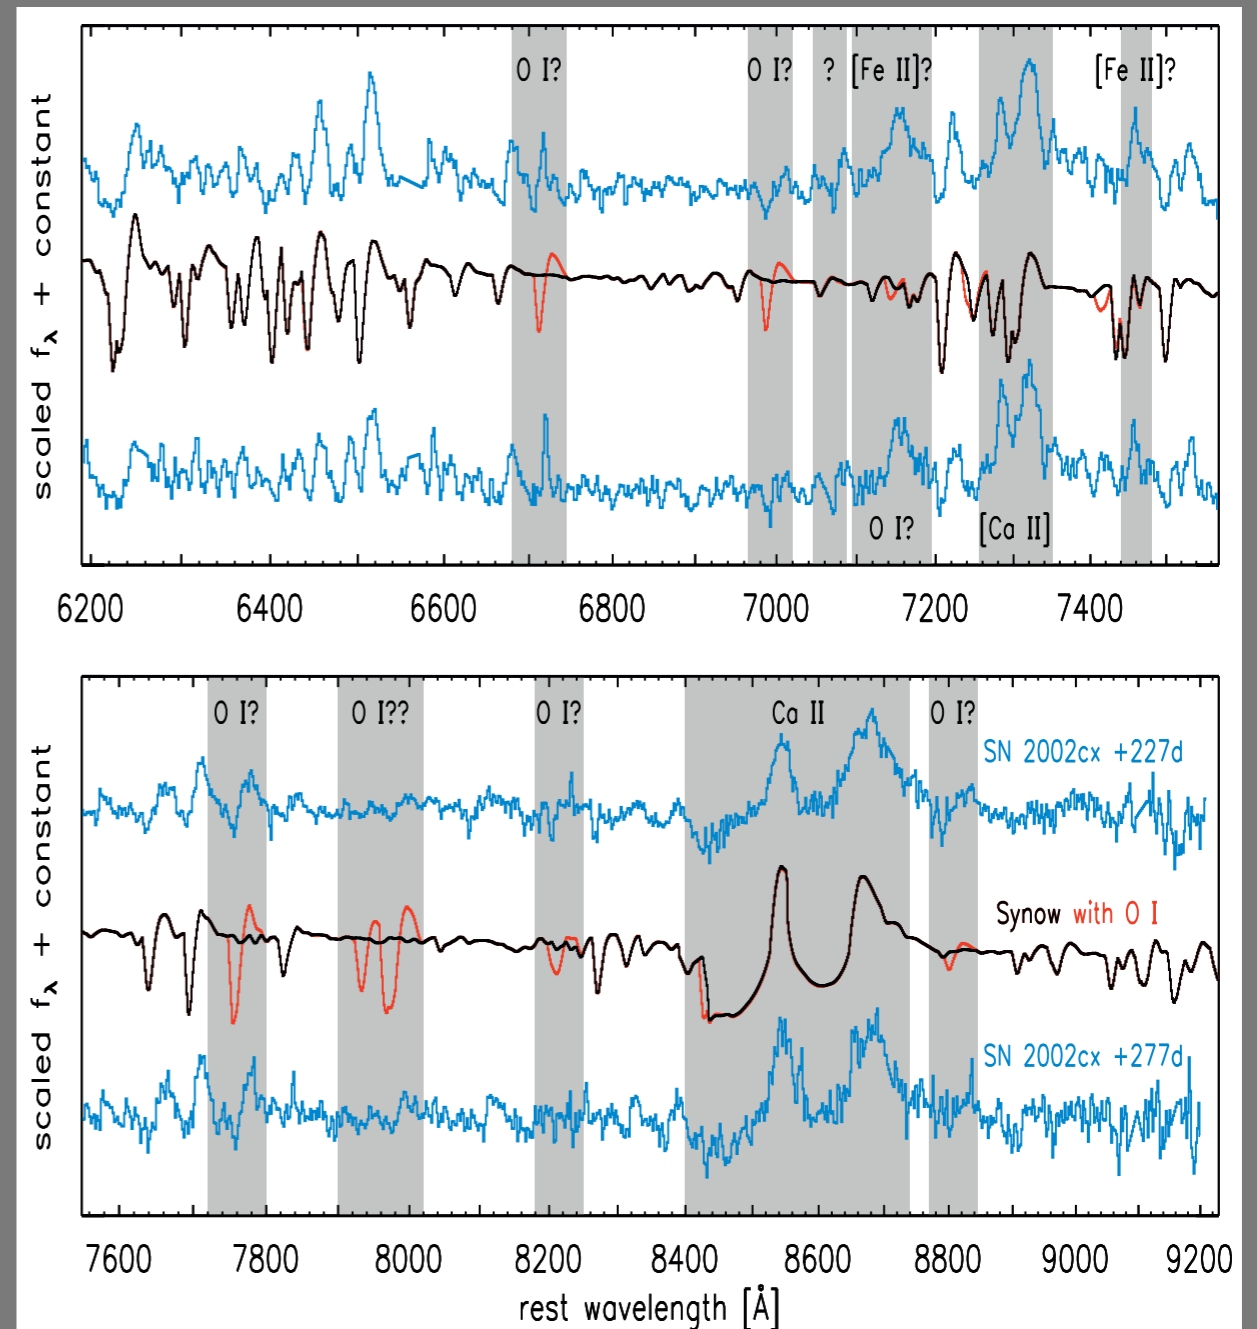 O I?
O I?
?
[Fe II]?
[Fe II]?
scaled fλ + constant
scaled fλ + constant
O I?
[Ca II]
6200 6400 6600 6800 7000 7200 7400
O I?
O I??
O I?
Ca II
O I?
SN 2002cx +227d
Synow with O I
SN 2002cx +277d
7600 7800 8000 8200 8400 8600 8800 9000 9200
rest wavelength [Å]